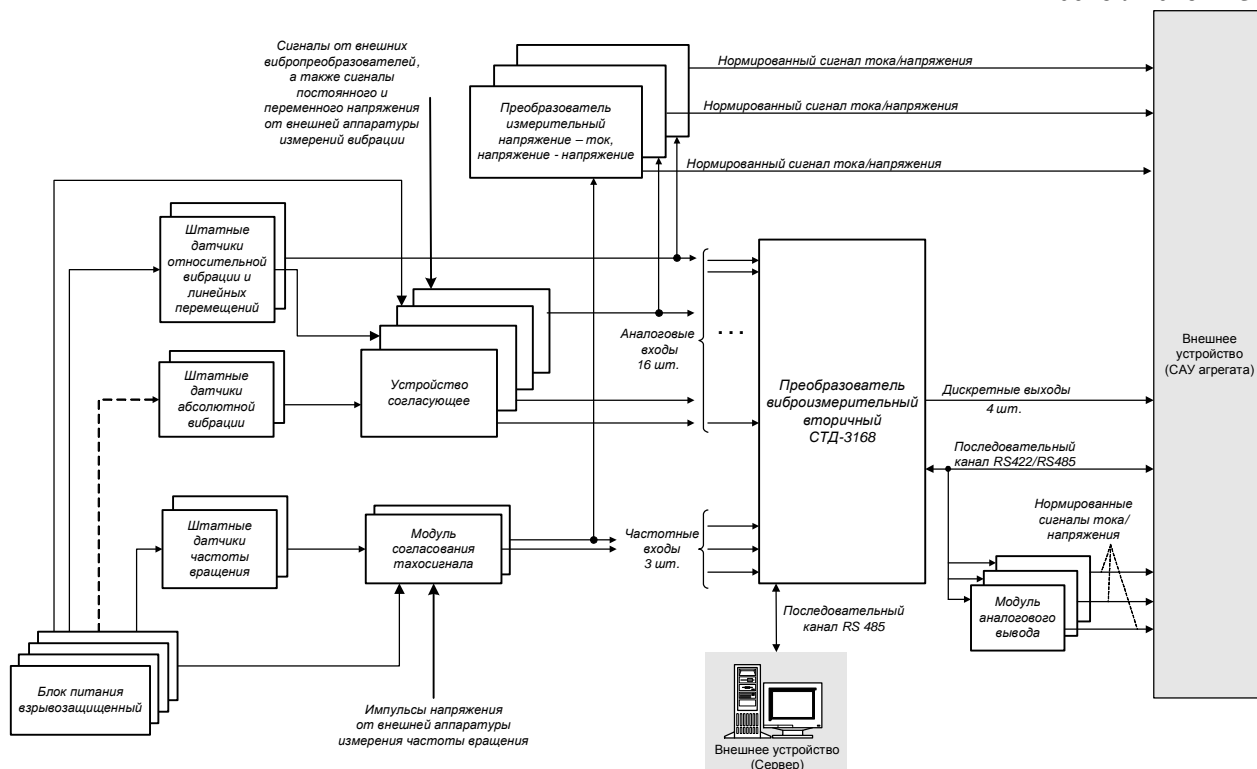 Сигналы от внешних
вибропреобразователей,
а также сигналы
постоянного и
переменного напряжения
от внешней аппаратуры
измерений вибрации
Преобразователь
измерительный
напряжение – ток,
напряжение - напряжение
Нормированный сигнал тока/напряжения
Нормированный сигнал тока/напряжения
Нормированный сигнал тока/напряжения
Штатные
датчики
относительной
вибрации и
линейных
перемещений
Штатные
датчики
абсолютной
вибрации
Устройство
согласующее
Аналоговые
входы
16 шт.
...
Преобразователь
виброизмерительный
вторичный
СТД-3168
Внешнее
устройство
(САУ агрегата)
Дискретные выходы
4 шт.
Последовательный
канал RS422/RS485
Нормированные
сигналы тока/
напряжения
Штатные
датчики
частоты
вращения
Модуль
согласования
тахосигнала
Частотные
входы
3 шт.
Модуль
аналогового
вывода
Последовательный
канал RS 485
Блок питания
взрывозащищенный
Импульсы напряжения
от внешней аппаратуры
измерения частоты вращения
Внешнее устройство
(Сервер)